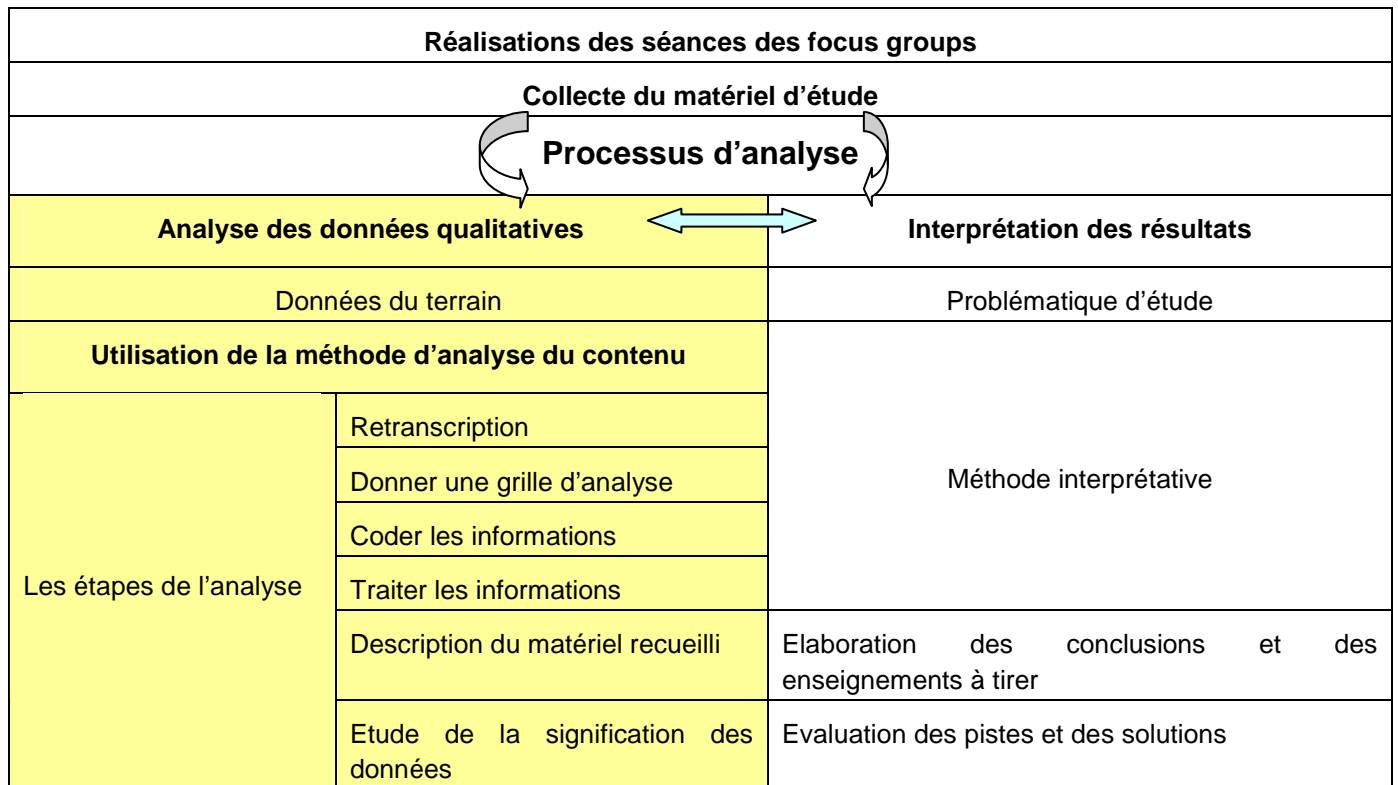 Réalisations des séances des focus groups
Collecte du matériel d’étude
Processus d’analyse
Analyse des données qualitatives
Interprétation des résultats
Données du terrain
Problématique d’étude
Utilisation de la méthode d’analyse du contenu
Méthode interprétative
Les étapes de l’analyse
Retranscription
Donner une grille d’analyse
Coder les informations
Traiter les informations
Description du matériel recueilli
Elaboration des conclusions et des
enseignements à tirer
Etude de la signification des
données
Evaluation des pistes et des solutions